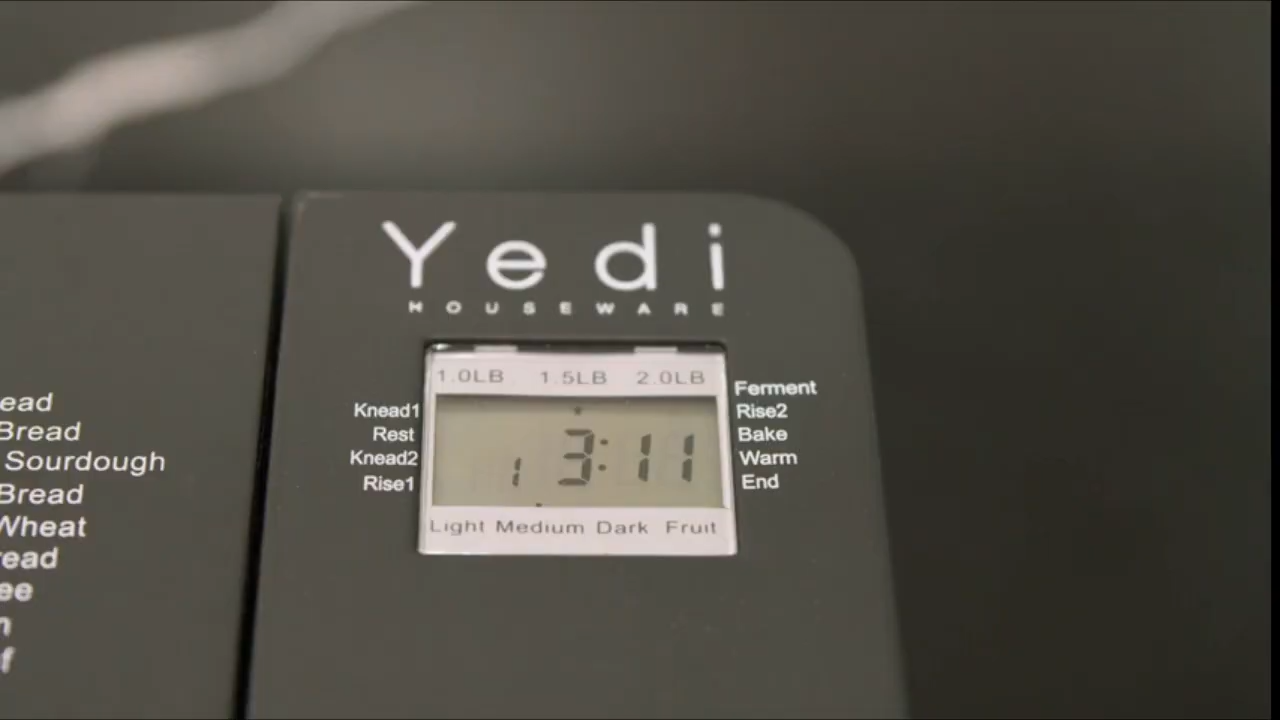 Yedi
HOUSEWARE
1.0LB 1.5LB 2.0LB
Knead1
Rest
Knead2
Rise1
1 3:11
Ferment
Rise2
Bake
Warm
End
Light Medium Dark Fruit
ead
Bread
Sourdough
Bread
Wheat
ead
ee
n
f